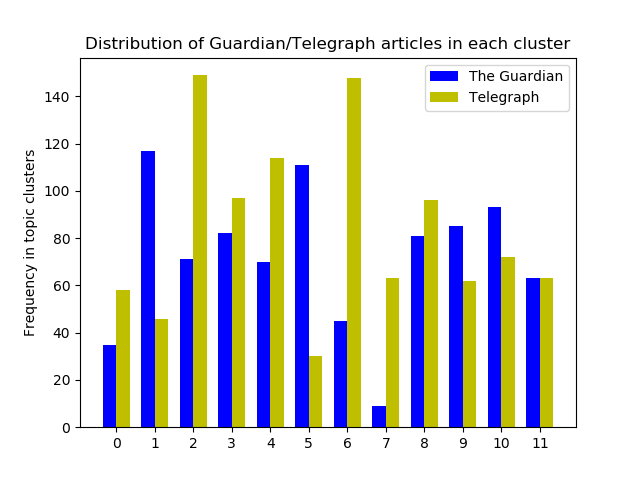 Distribution of Guardian/Telegraph articles in each cluster
The Guardian
Telegraph
Frequency in topic clusters
140
120
100
80
60
40
20
0
0 1 2 3 4 5 6 7 8 9 10 11